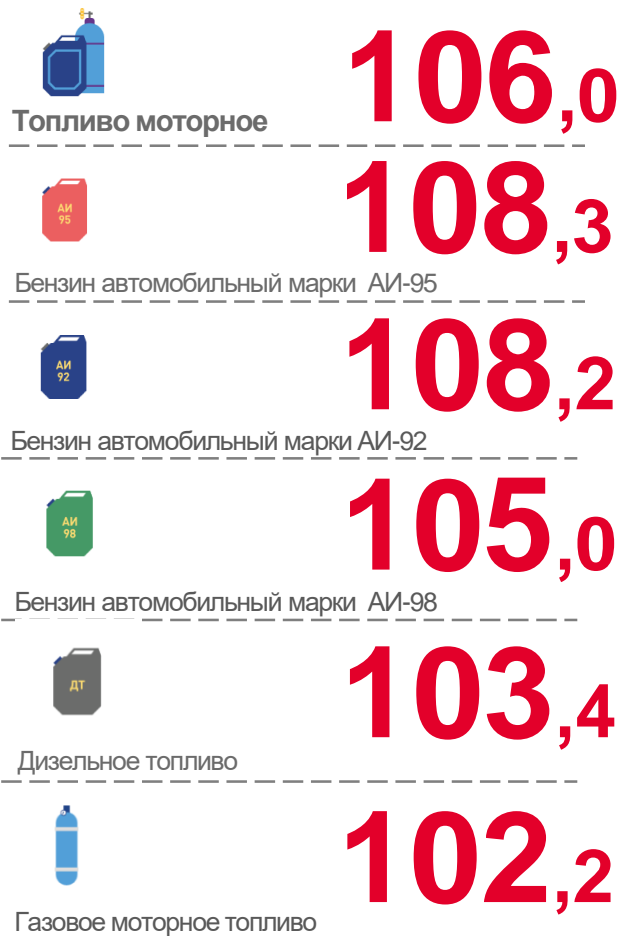 106,0
Топливо моторное
АИ
95
108,3
Бензин автомобильный марки АИ-95
АИ
92
108,2
Бензин автомобильный марки АИ-92
АИ
98
105,0
Бензин автомобильный марки АИ-98
ДТ
103,4
Дизельное топливо
102,2
Газовое моторное топливо